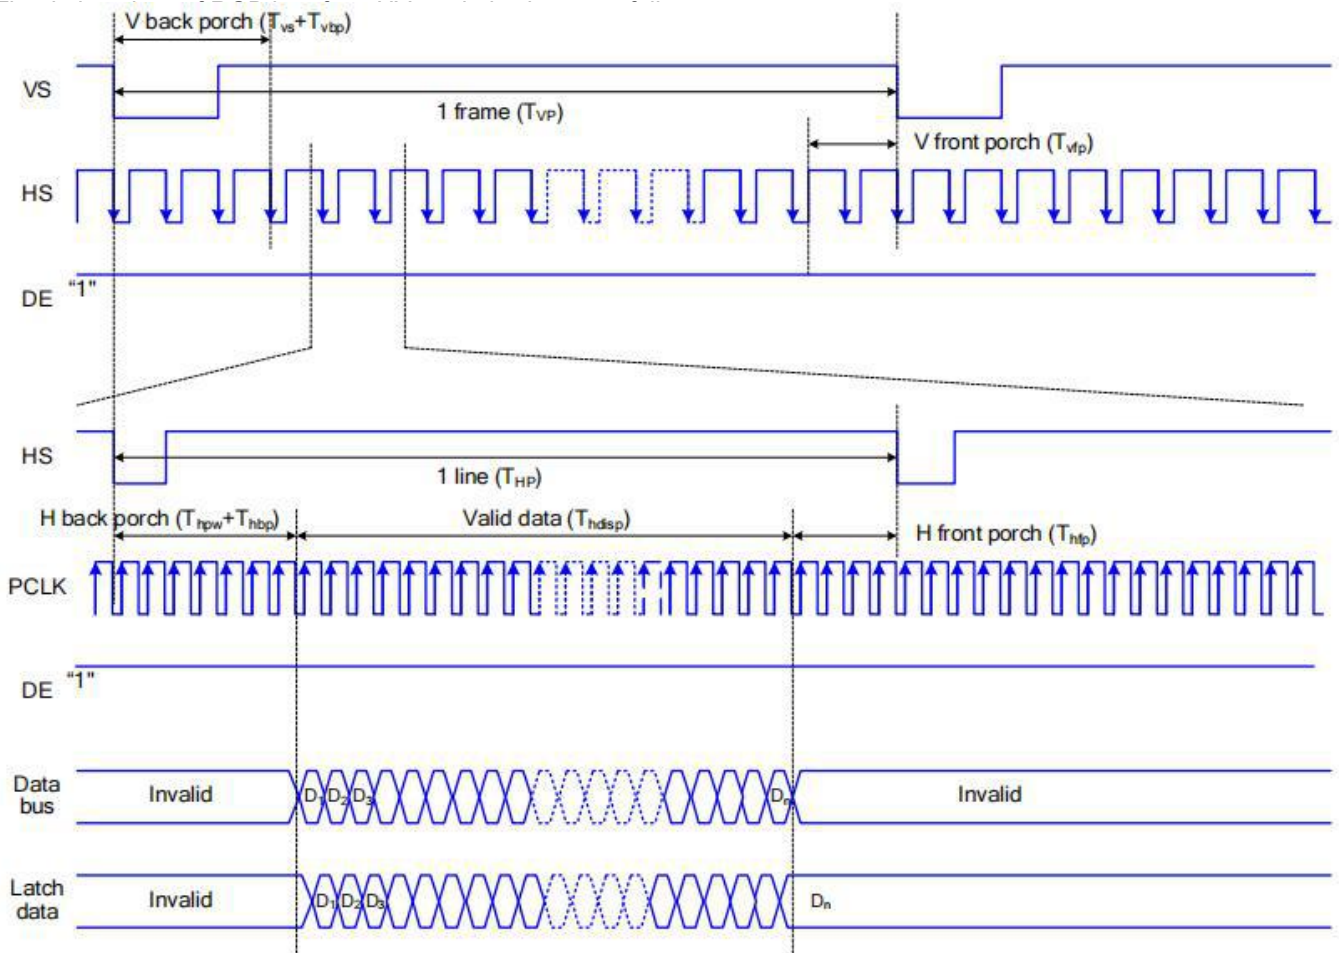 V back porch (Tvs+Tvbp)
VS
1 frame (TVP)
V front porch (Tvfp)
HS
DE "1"
HS
1 line (THP)
H back porch (Thpw+Thbp)
Valid data (Thdisp)
H front porch (Thfp)
PCLK
DE "1"
Data
bus
Invalid
D1 D2 D3
Dn
Invalid
Latch
data
Invalid
D1 D2 D3
Dn